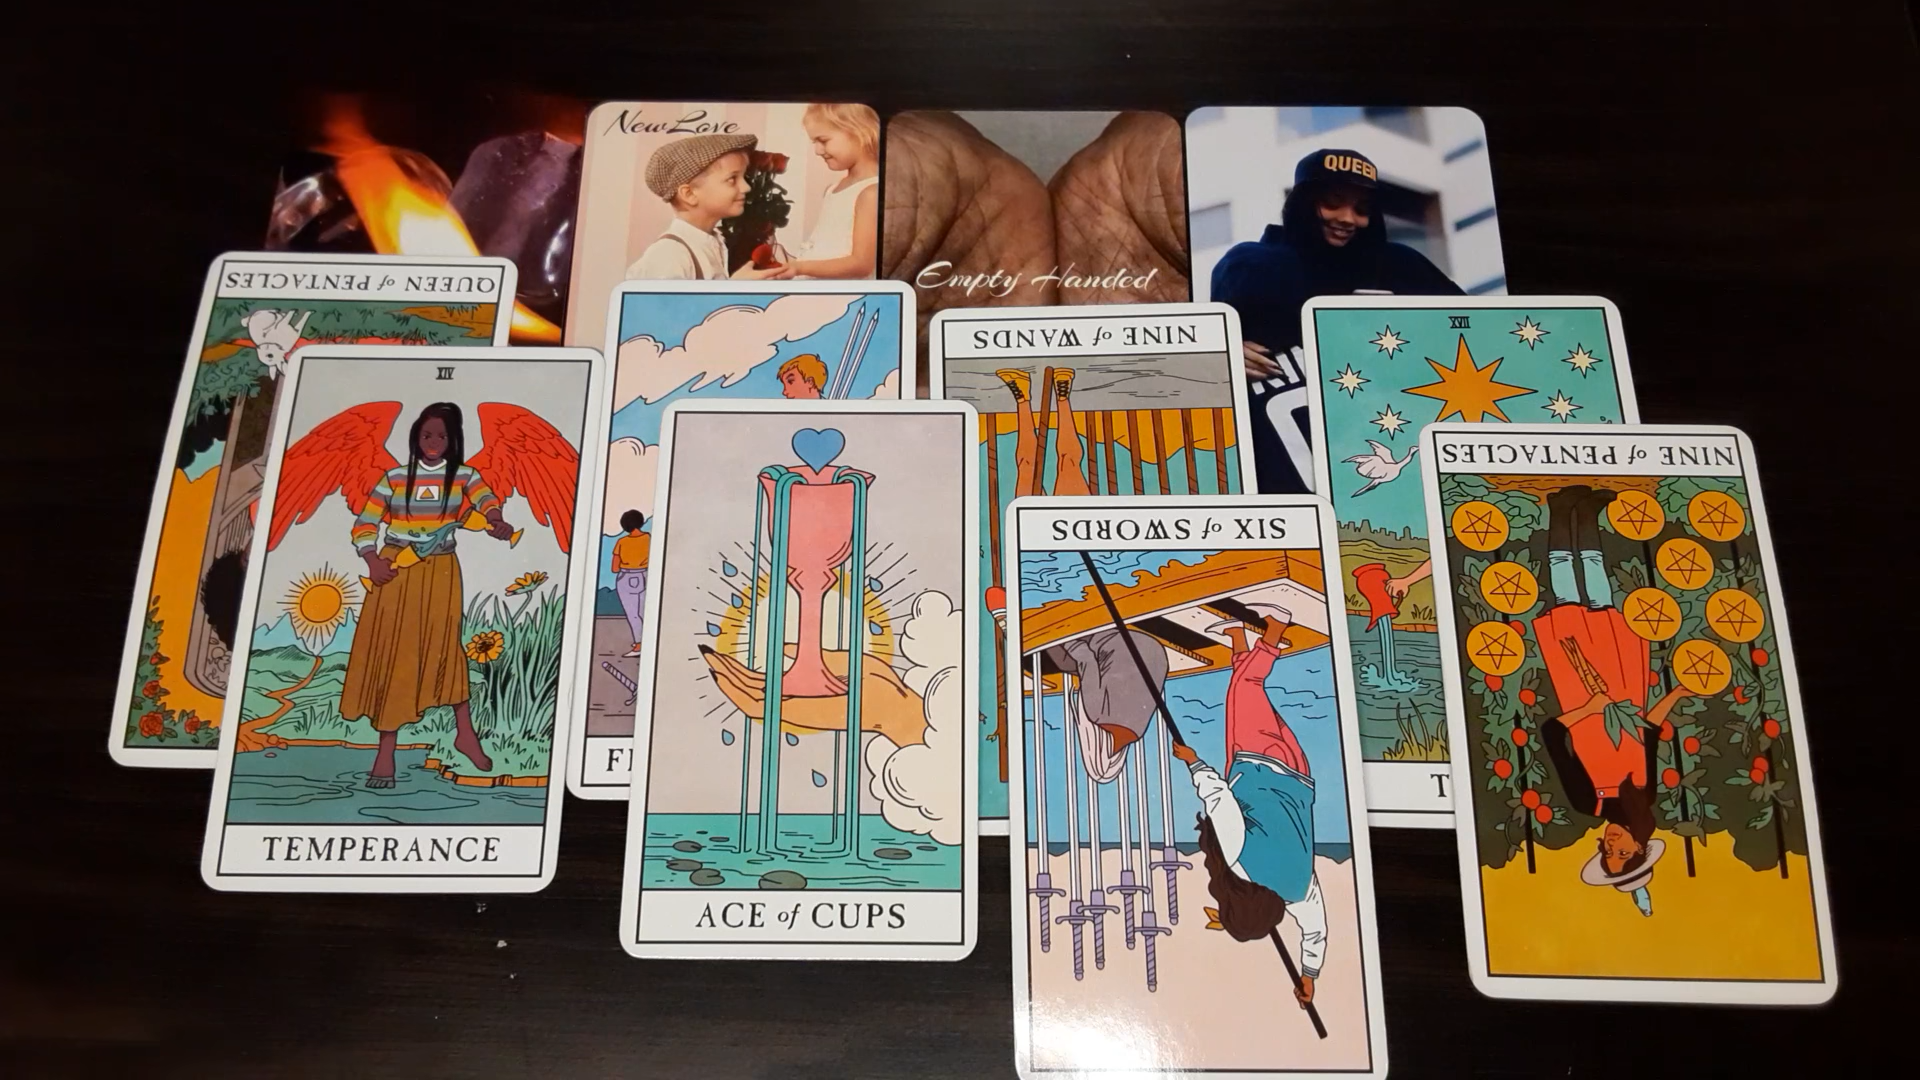 New Love
Empty Handed
QUEEN
QUEEN of PENTACLES
XIV
TEMPERANCE
ACE of CUPS
NINE of WANDS
SIX of SWORDS
XVII
NINE of PENTACLES